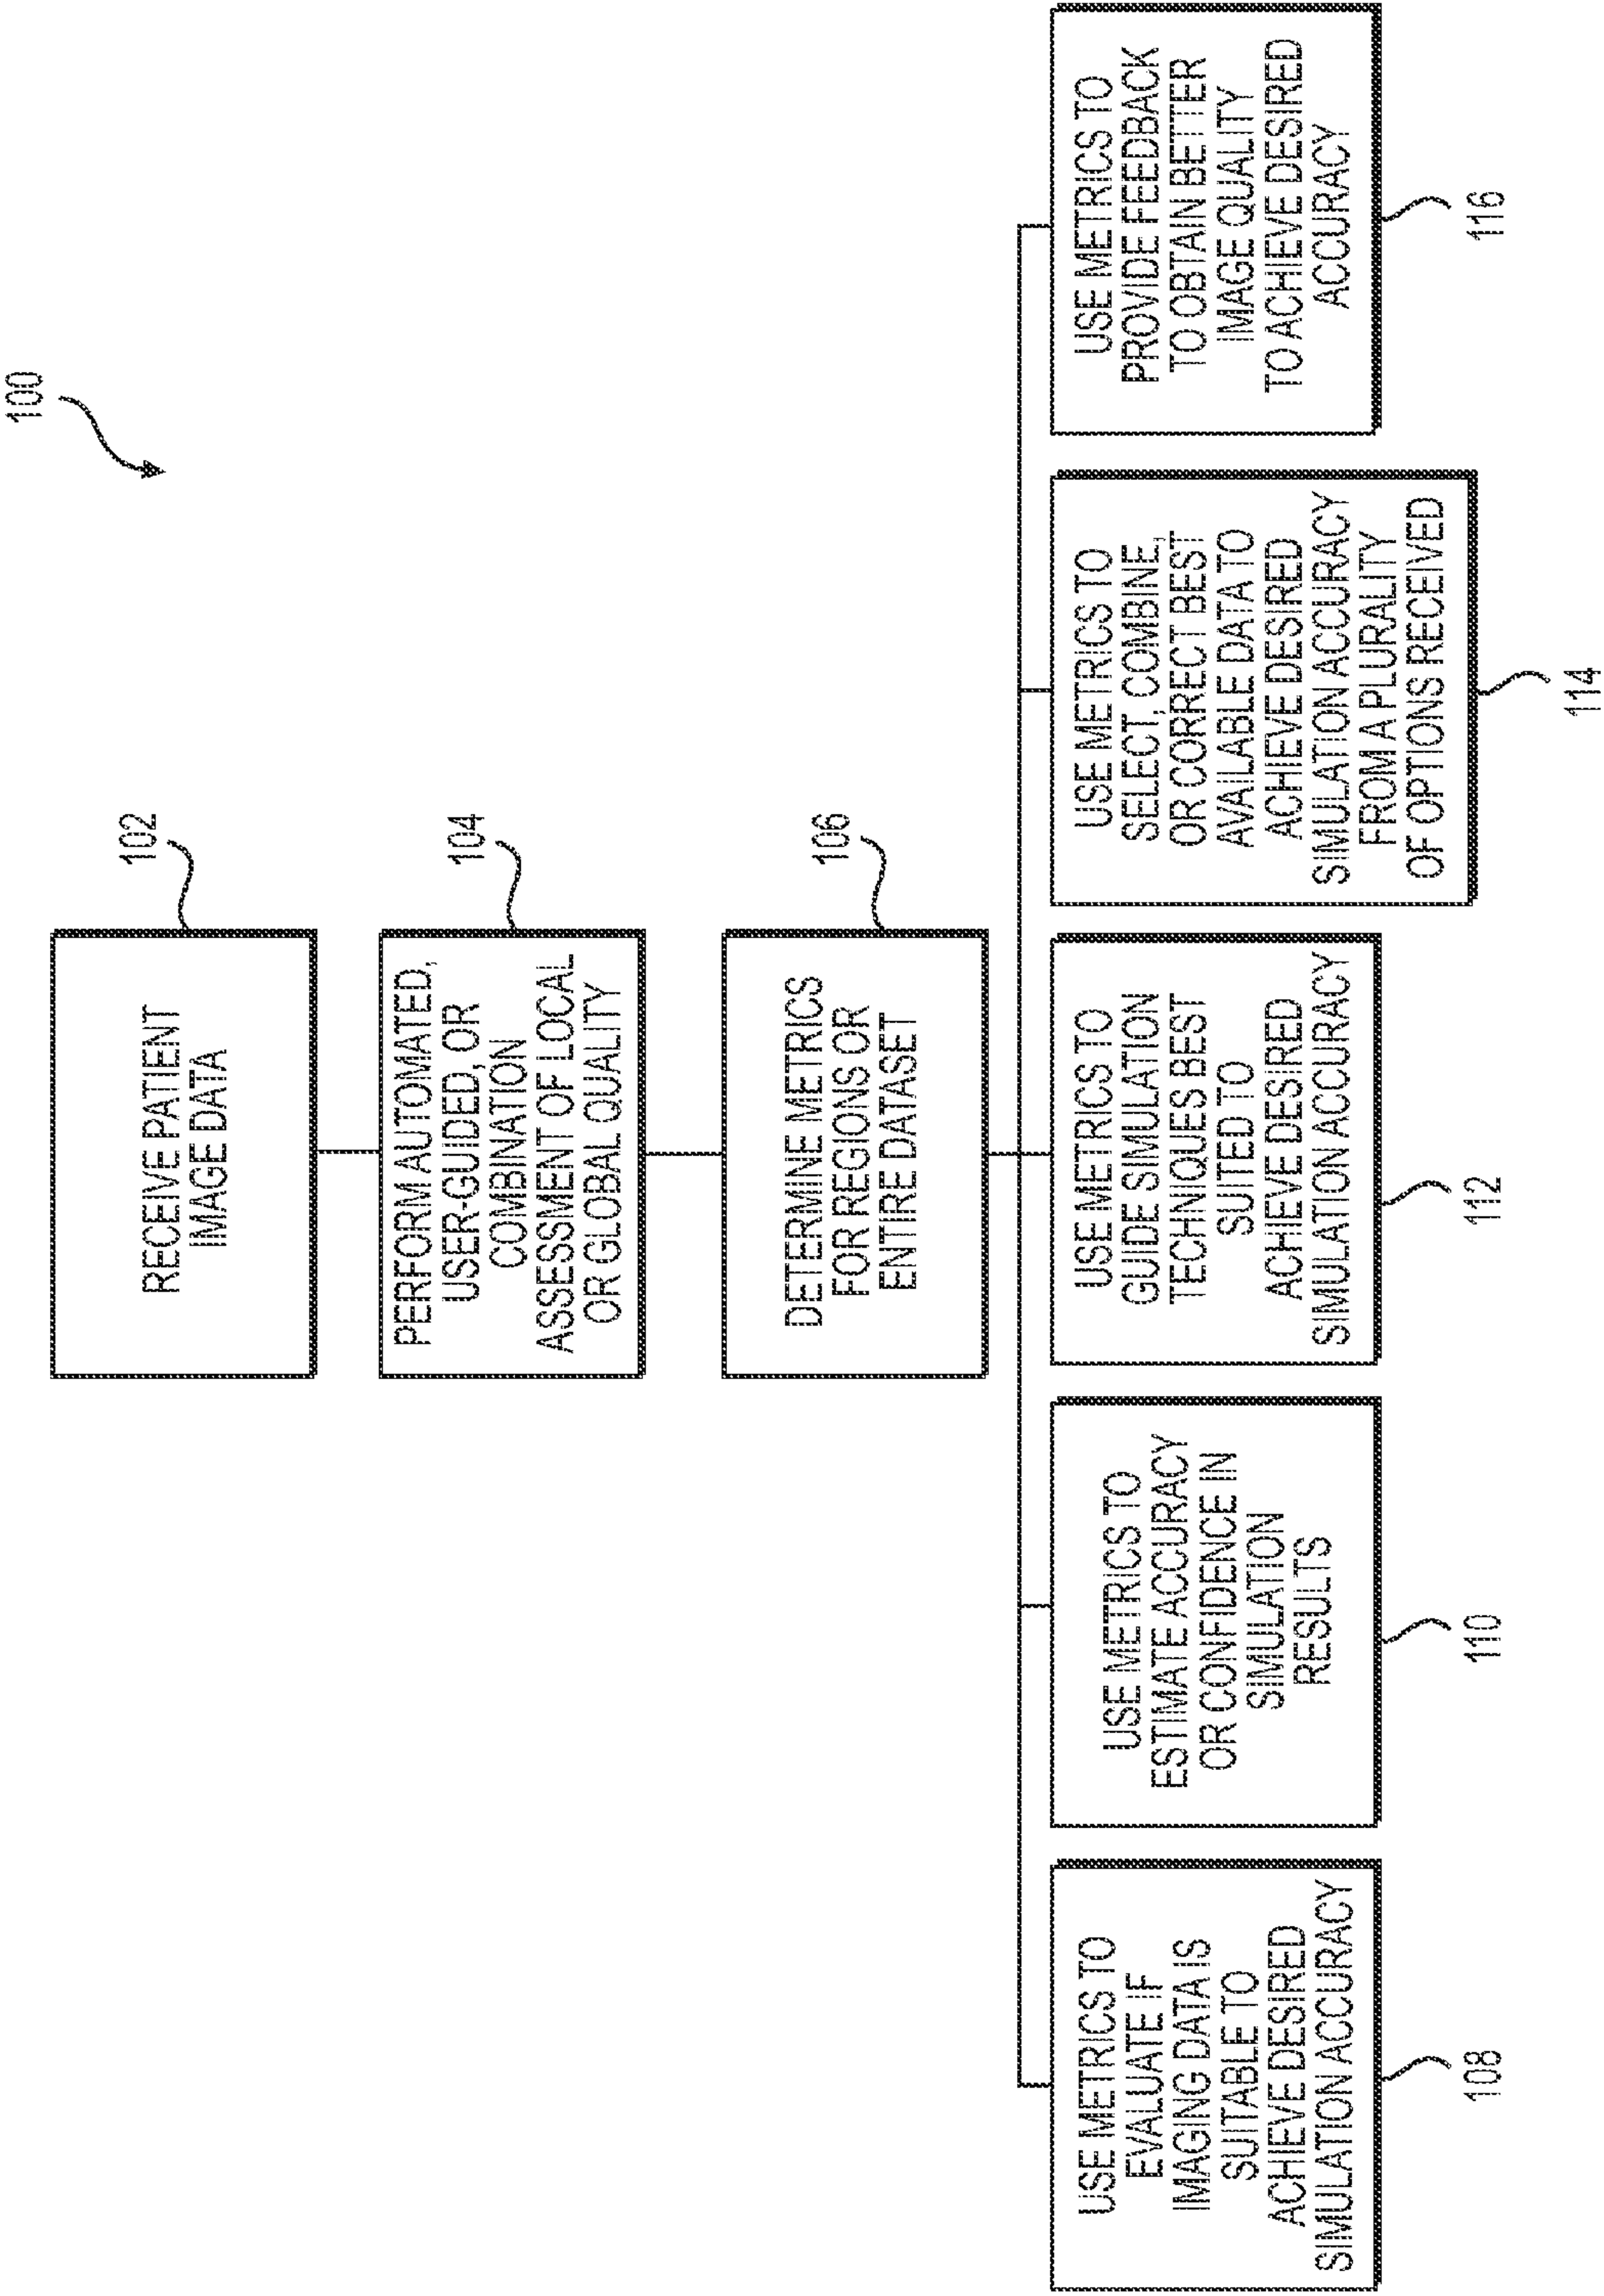 100
RECEIVE PATIENT
IMAGE DATA
102
PERFORM AUTOMATED,
USER-GUIDED, OR
COMBINATION
ASSESSMENT OF LOCAL
OR GLOBAL QUALITY
104
DETERMINE METRICS
FOR REGIONS OR
ENTIRE DATASET
106
USE METRICS TO
EVALUATE IF
IMAGING DATA IS
SUITABLE TO
ACHIEVE DESIRED
SIMULATION ACCURACY
108
USE METRICS TO
ESTIMATE ACCURACY
OR CONFIDENCE IN
SIMULATION
RESULTS
110
USE METRICS TO
GUIDE SIMULATION
TECHNIQUES BEST
SUITED TO
ACHIEVE DESIRED
SIMULATION ACCURACY
112
USE METRICS TO
SELECT, COMBINE,
OR CORRECT BEST
AVAILABLE DATA TO
ACHIEVE DESIRED
SIMULATION ACCURACY
FROM A PLURALITY
OF OPTIONS RECEIVED
114
USE METRICS TO
PROVIDE FEEDBACK
TO OBTAIN BETTER
IMAGE QUALITY
TO ACHIEVE DESIRED
ACCURACY
116